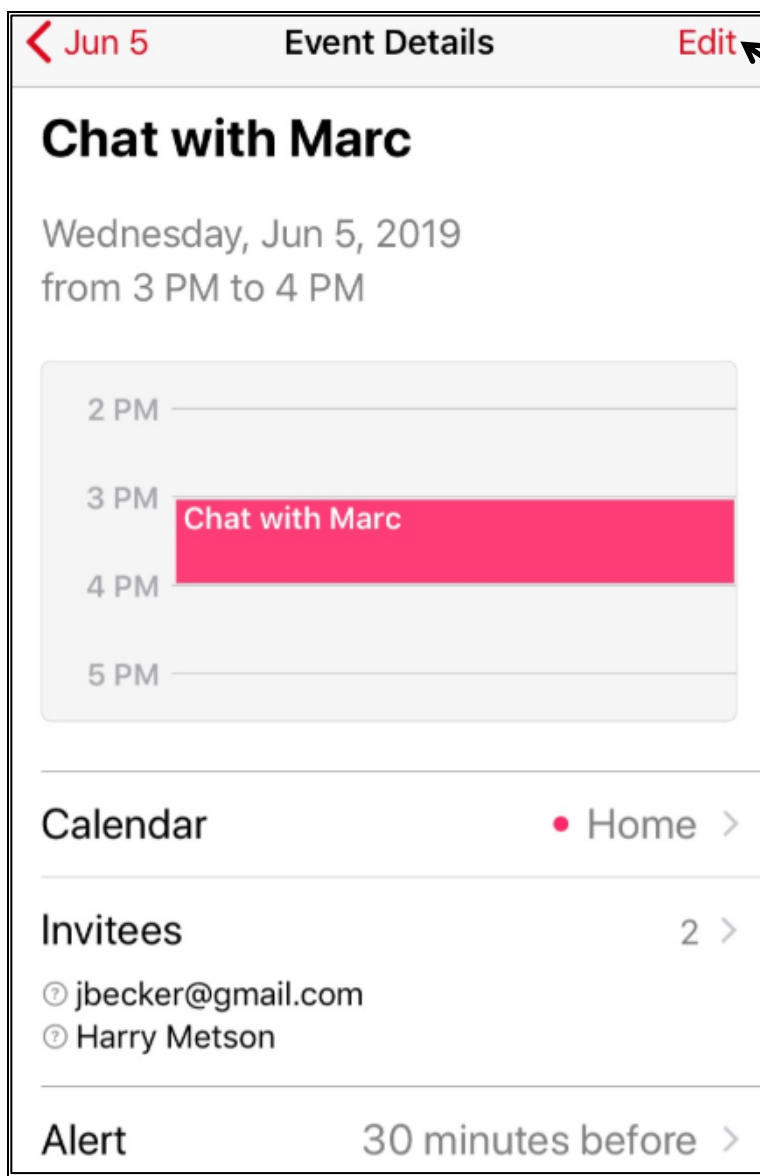 Jun 5 Event Details Edit
Chat with Marc
Wednesday, Jun 5, 2019
from 3 PM to 4 PM
2 PM
3 PM
Chat with Marc
4 PM
5 PM
Calendar Home
Invitees 2
jbecker@gmail.com
Harry Metson
Alert 30 minutes before